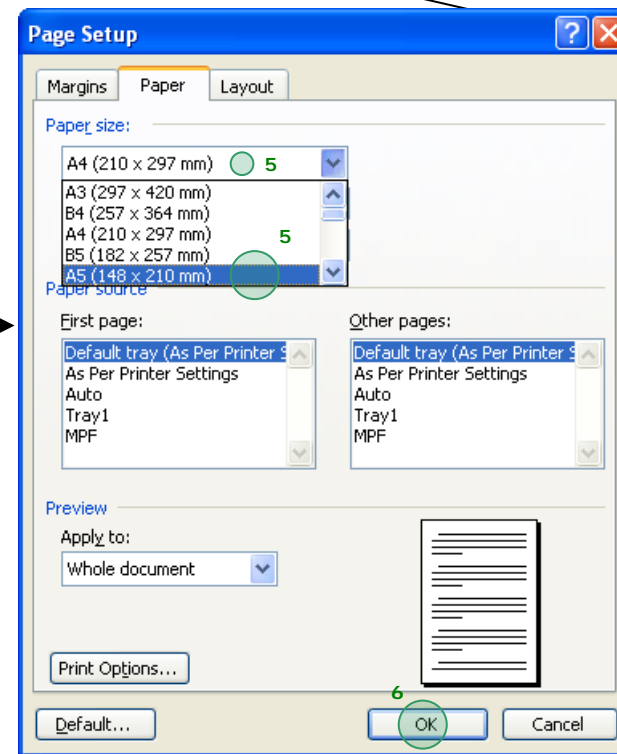 Page Setup
Margins Paper Layout
Paper size:
A4 (210 x 297 mm) 5
A3 (297 x 420 mm)
B4 (257 x 364 mm)
A4 (210 x 297 mm) 5
B5 (182 x 257 mm)
A5 (148 x 210 mm)
Paper source
First page: Other pages:
Default tray (As Per Printer S Default tray (As Per Printer S
As Per Printer Settings As Per Printer Settings
Auto Auto
Tray1 Tray1
MPF MPF
Preview
Apply to:
Whole document
Print Options...
6
Default... OK Cancel